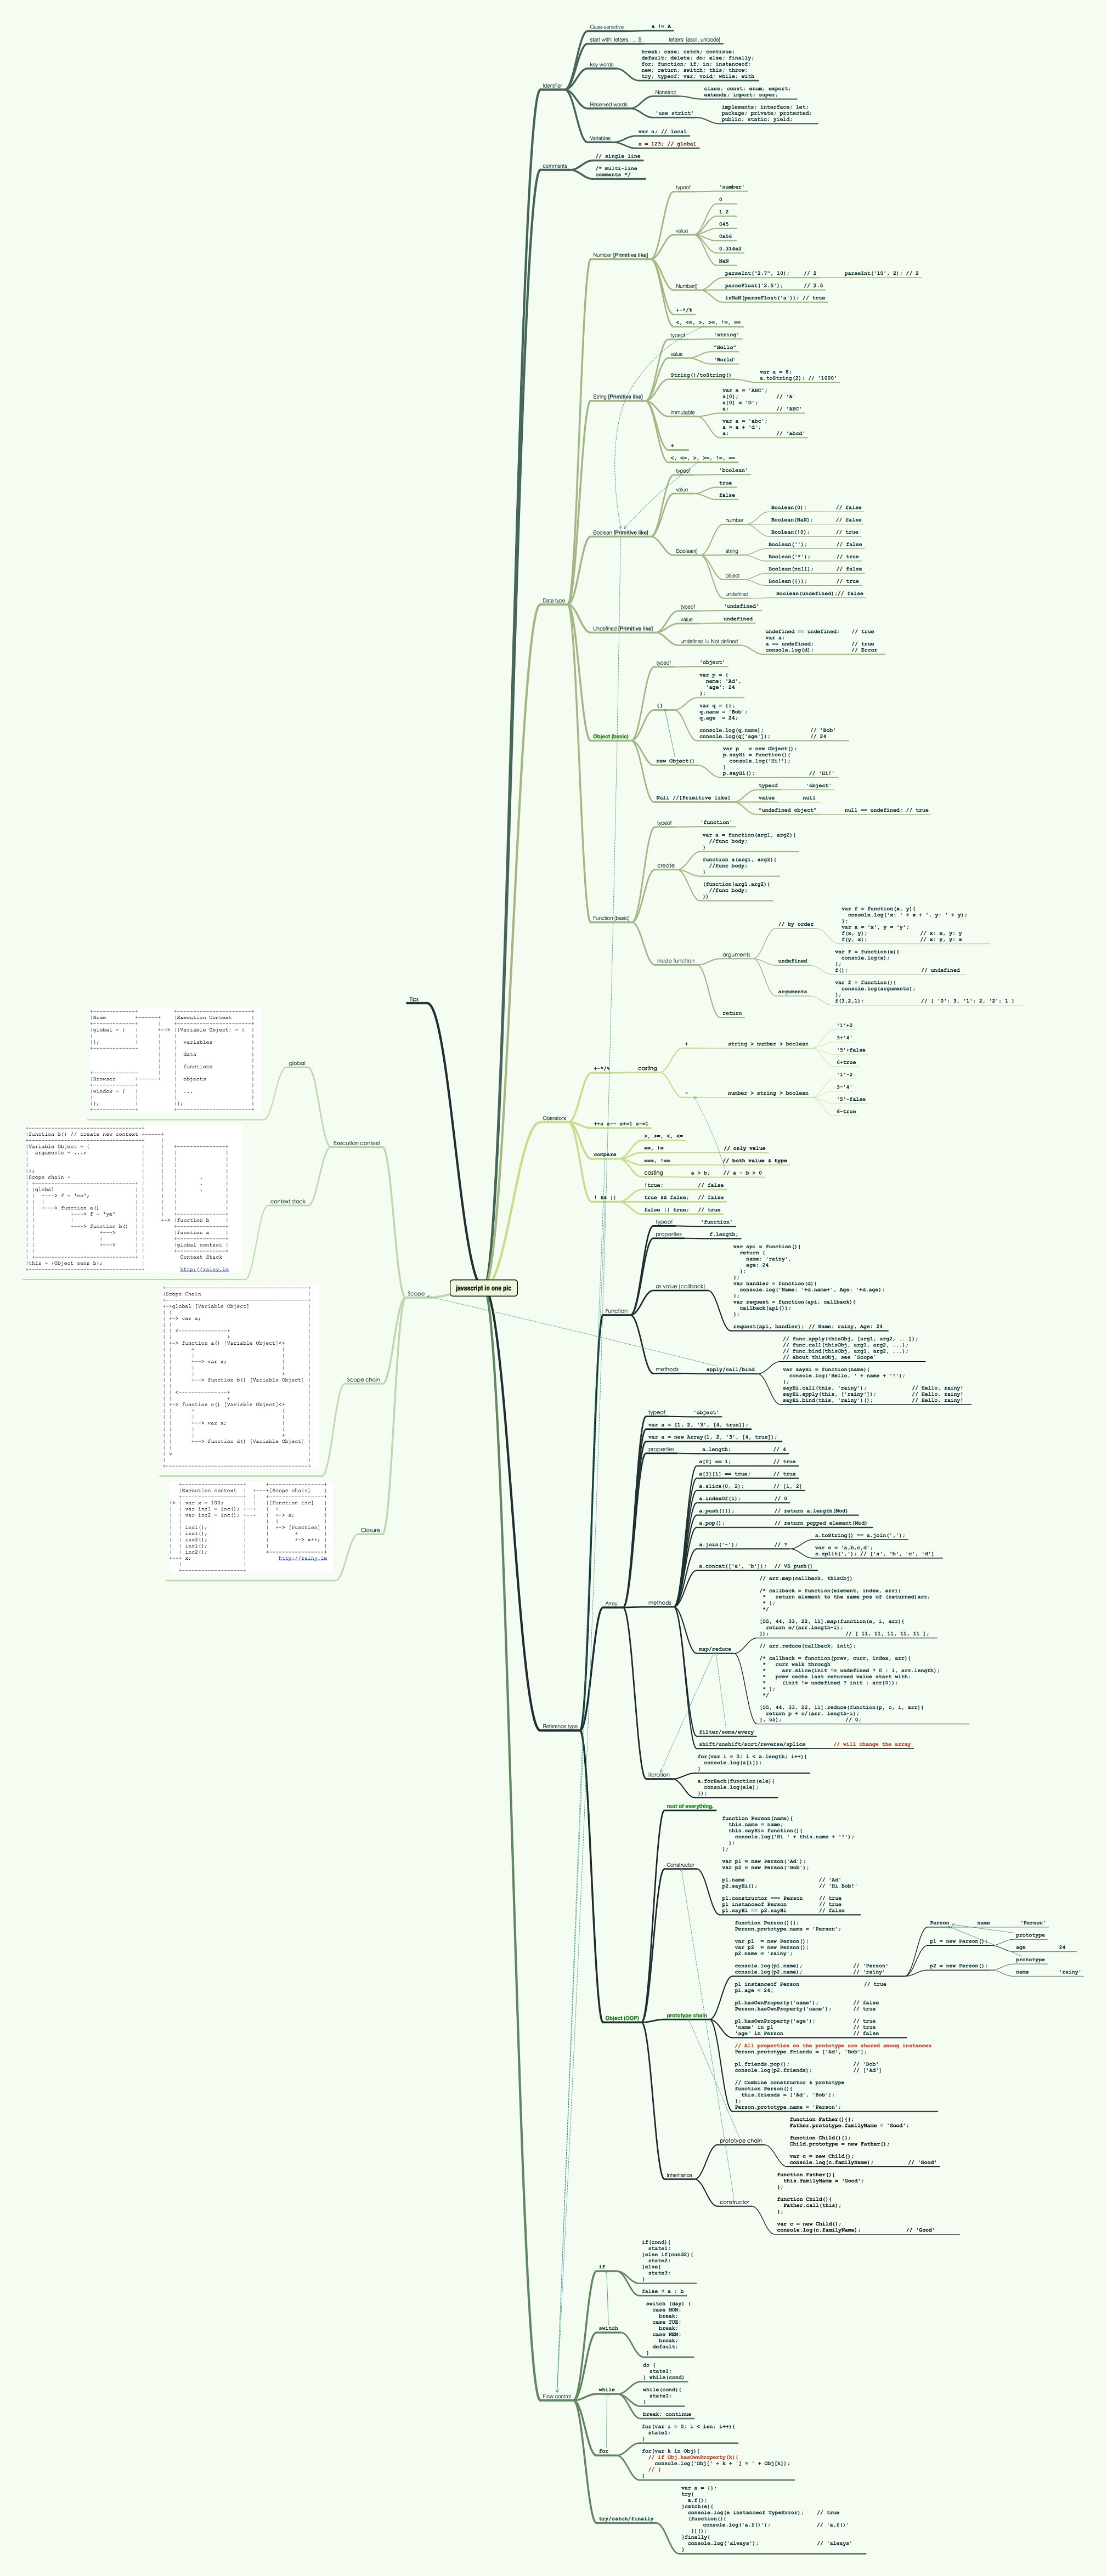 Case-sensitive a != A
start with: letters, _, $ letters: [ascii, unicode]
key words
break; case; catch; continue;
default; delete; do; else; finally;
for; function; if; in; instanceof;
new; return; switch; this; throw;
try; typeof; var; void; while; with
Identifier
Reserved words
Nonstrict
class; const; enum; export;
extends; import; super;
'use strict'
implements; interface; let;
package; private; protected;
public; static; yield;
Variables
var a; // local
a = 123; // global
comments
// single line
/* multi-line
comments */
Data type
Number [Primitive like]
typeof 'number'
value
0
1.2
045
0x56
0.314e2
NaN
Number()
parseInt("2.7", 10); // 2 parseInt('10', 2); // 2
parseFloat('2.5'); // 2.5
isNaN(parseFloat('a')); // true
+-*/%
<, <=, >, >=, !=, ==
String [Primitive like]
typeof 'string'
value
"Hello"
'World'
String()/toString()
var a = 8;
a.toString(2); // '1000'
immutable
var a = 'ABC';
a[0]; // 'A'
a[0] = 'D';
a; // 'ABC'
var a = 'abc';
a = a + 'd';
a; // 'abcd'
+
<, <=, >, >=, !=, ==
Boolean [Primitive like]
typeof 'boolean'
value
true
false
Boolean()
number
Boolean(0); // false
Boolean(NaN); // false
Boolean(!0); // true
string
Boolean(''); // false
Boolean('*'); // true
object
Boolean(null); // false
Boolean({}); // true
undefined Boolean(undefined);// false
Undefined [Primitive like]
typeof 'undefined'
value undefined
undefined != Not defined
undefined == undefined; // true
var a;
a == undefined; // true
console.log(d); // Error
Object (basic)
typeof 'object'
{}
var p = {
name: 'Ad',
'age': 24
};
var q = {};
q.name = 'Bob';
q.age = 24;
console.log(q.name); // 'Bob'
console.log(q['age']); // 24
new Object()
var p = new Object();
p.sayHi = function(){
console.log('Hi!');
}
p.sayHi(); // 'Hi!'
Null //[Primitive like]
typeof 'object'
value null
"undefined object" null == undefined; // true
Function (basic)
typeof 'function'
create
var a = function(arg1, arg2){
//func body;
}
function a(arg1, arg2){
//func body;
}
(function(arg1,arg2){
//func body;
})
inside function
arguments
// by order
var f = function(x, y){
console.log('x: ' + x + ', y: ' + y);
};
var x = 'x', y = 'y';
f(x, y); // x: x, y: y
f(y, x); // x: y, y: x
undefined
var f = function(x){
console.log(x);
};
f(); // undefined
arguments
var f = function(){
console.log(arguments);
};
f(3,2,1); // { '0': 3, '1': 2, '2': 1 }
return
Tips
Operators
+-*/% casting
+ string > number > boolean
'1'+2
3+'4'
'5'+false
6+true
- number > string > boolean
'1'-2
3-'4'
'5'-false
6-true
++a a-- a+=1 a-=1
compare
>, >=, <, <=
==, != // only value
===, !== // both value & type
casting a > b; // a - b > 0
! && ||
!true; // false
true && false; // false
false || true; // true
javascript in one pic
Scope
Execution context
global
Node
global = {
};
Browser
window = {
};
Execution Context
[Variable Object] = {
variables
data
functions
objects
...
};
context stack
function b() // create new context
Variable Object = {
arguments = ...;
};
Scope chain =
global
+---> f = 'no';
+---> function a()
+---> f = 'ye'
+---> function b()
+--->
+--->
this = (Object owns b);
function b
function a
global context
Context Stack
http://rainy.im
Scope chain
Scope Chain
global [Variable Object]
+-> var x;
+-> function a() [Variable Object]
+--> var x;
+--> function b() [Variable Object]
+-> function c() [Variable Object]
+--> var x;
+--> function d() [Variable Object]
Closure
Execution context
=> var x = 100;
var inc1 = inc();
var inc2 = inc();
inc1();
inc1();
inc2();
inc1();
inc2();
x;
[Scope chain]
[Function inc]
+-> x;
+-> [Function]
+-> x++;
http://rainy.im
Reference type
Function
typeof 'function'
properties f.length;
as value (callback)
var api = function(){
return {
name: 'rainy',
age: 24
};
};
var handler = function(d){
console.log('Name: '+d.name+', Age: '+d.age);
};
var request = function(api, callback){
callback(api());
};
request(api, handler); // Name: rainy, Age: 24
methods apply/call/bind
// func.apply(thisObj, [arg1, arg2, ...]);
// func.call(thisObj, arg1, arg2, ...);
// func.bind(thisObj, arg1, arg2, ...);
// about thisObj, see 'Scope'
var sayHi = function(name){
console.log('Hello, ' + name + '!');
};
sayHi.call(this, 'rainy'); // Hello, rainy!
sayHi.apply(this, ['rainy']); // Hello, rainy!
sayHi.bind(this, 'rainy')(); // Hello, rainy!
Array
typeof 'object'
var a = [1, 2, '3', [4, true]];
var a = new Array(1, 2, '3', [4, true]);
properties a.length; // 4
methods
a[0] == 1; // true
a[3][1] == true; // true
a.slice(0, 2); // [1, 2]
a.indexOf(1); // 0
a.push([]); // return a.length(Mod)
a.pop(); // return popped element(Mod)
a.join('-'); // ?
a.toString() == a.join(',');
var s = 'a,b,c,d';
s.split(','); // ['a', 'b', 'c', 'd']
a.concat(['a', 'b']); // VS push()
map/reduce
// arr.map(callback, thisObj)
/* callback = function(element, index, arr){
* return element to the same pos of (returned)arr;
* };
*/
[55, 44, 33, 22, 11].map(function(e, i, arr){
return e/(arr.length-i);
}); // [ 11, 11, 11, 11, 11 ];
// arr.reduce(callback, init);
/* callback = function(prev, curr, index, arr){
* curr walk through
* arr.slice(init != undefined ? 0 : 1, arr.length);
* prev cache last returned value start with:
* (init != undefined ? init : arr[0]);
* };
*/
[55, 44, 33, 22, 11].reduce(function(p, c, i, arr){
return p + c/(arr. length-i);
}, 55); // 0;
filter/some/every
shift/unshift/sort/reverse/splice // will change the array
Iteration
for(var i = 0; i < a.length; i++){
console.log(a[i]);
}
a.forEach(function(ele){
console.log(ele);
});
Object (OOP)
root of everything.
Constructor
function Person(name){
this.name = name;
this.sayHi= function(){
console.log('Hi ' + this.name + '!');
};
};
var p1 = new Person('Ad');
var p2 = new Person('Bob');
p1.name // 'Ad'
p2.sayHi(); // 'Hi Bob!'
p1.constructor === Person // true
p1 instanceof Person // true
p1.sayHi == p2.sayHi // false
prototype chain
function Person(){};
Person.prototype.name = 'Person';
var p1 = new Person();
var p2 = new Person();
p2.name = 'rainy';
console.log(p1.name); // 'Person'
console.log(p2.name); // 'rainy'
Person name 'Person'
p1 = new Person();
prototype
age 24
p2 = new Person();
prototype
name 'rainy'
p1 instanceof Person // true
p1.age = 24;
p1.hasOwnProperty('name'); // false
Person.hasOwnProperty('name'); // true
p1.hasOwnProperty('age'); // true
'name' in p1 // true
'age' in Person // false
// All properties on the prototype are shared among instances
Person.prototype.friends = ['Ad', 'Bob'];
p1.friends.pop(); // 'Bob'
console.log(p2.friends); // ['Ad']
// Combine constructor & prototype
function Person(){
this.friends = ['Ad', 'Bob'];
};
Person.prototype.name = 'Person';
Inheriance
prototype chain
function Father(){};
Father.prototype.familyName = 'Good';
function Child(){};
Child.prototype = new Father();
var c = new Child();
console.log(c.familyName); // 'Good'
constructor
function Father(){
this.familyName = 'Good';
};
function Child(){
Father.call(this);
};
var c = new Child();
console.log(c.familyName); // 'Good'
Flow control
if
if(cond){
state1;
}else if(cond2){
state2;
}else{
state3;
}
false ? a : b
switch
switch (day) {
case MON:
break;
case TUE:
break;
case WEN:
break;
default:
}
while
do {
state1;
} while(cond)
while(cond){
state1;
}
break; continue
for
for(var i = 0; i < len; i++){
state1;
}
for(var k in Obj){
// if Obj.hasOwnProperty(k){
console.log('Obj[' + k + '] = ' + Obj[k]);
// }
}
try/catch/finally
var a = {};
try{
a.f();
}catch(e){
console.log(e instanceof TypeError); // true
(function(){
console.log('a.f()'); // 'a.f()'
})();
}finally{
console.log('always'); // 'always'
}